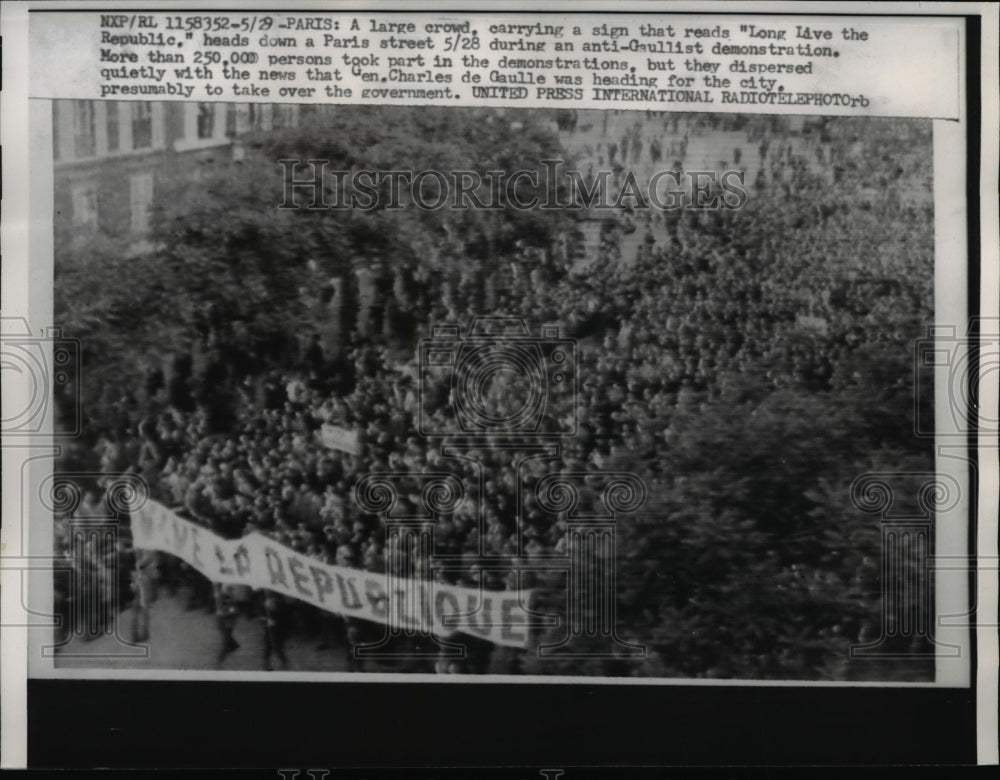 NXP/RL 1158352-5/29-PARIS: A large crowd, carrying a sign that reads "Long Live the
Republic," heads down a Paris street 5/28 during an anti-Gaullist demonstration.
More than 250,000 persons took part in the demonstrations, but they dispersed
quietly with the news that Gen.Charles de Gaulle was heading for the city,
presumably to take over the government. UNITED PRESS INTERNATIONAL RADIOTELEPHOTOrb
HISTORIC IMAGES
VIVE LA REPUBLIQUE